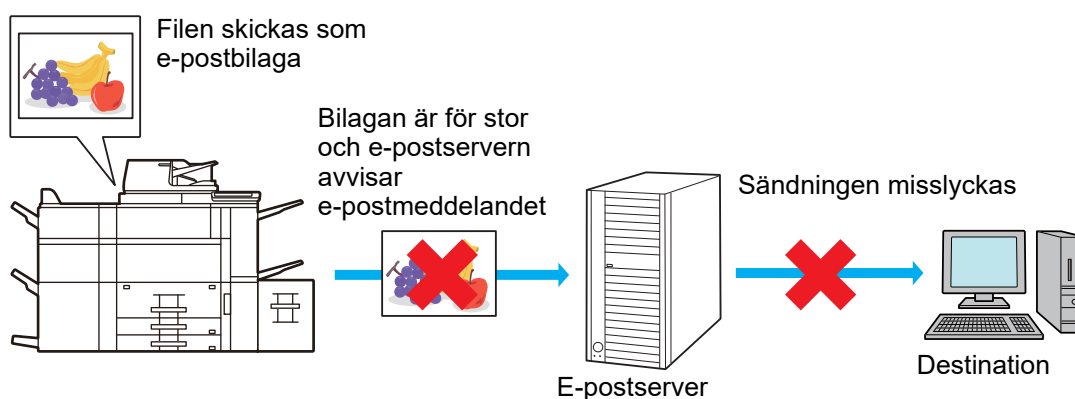 Filen skickas som
e-postbilaga
Bilagan är för stor
och e-postservern
avvisar
e-postmeddelandet
Sändningen misslyckas
E-postserver
Destination